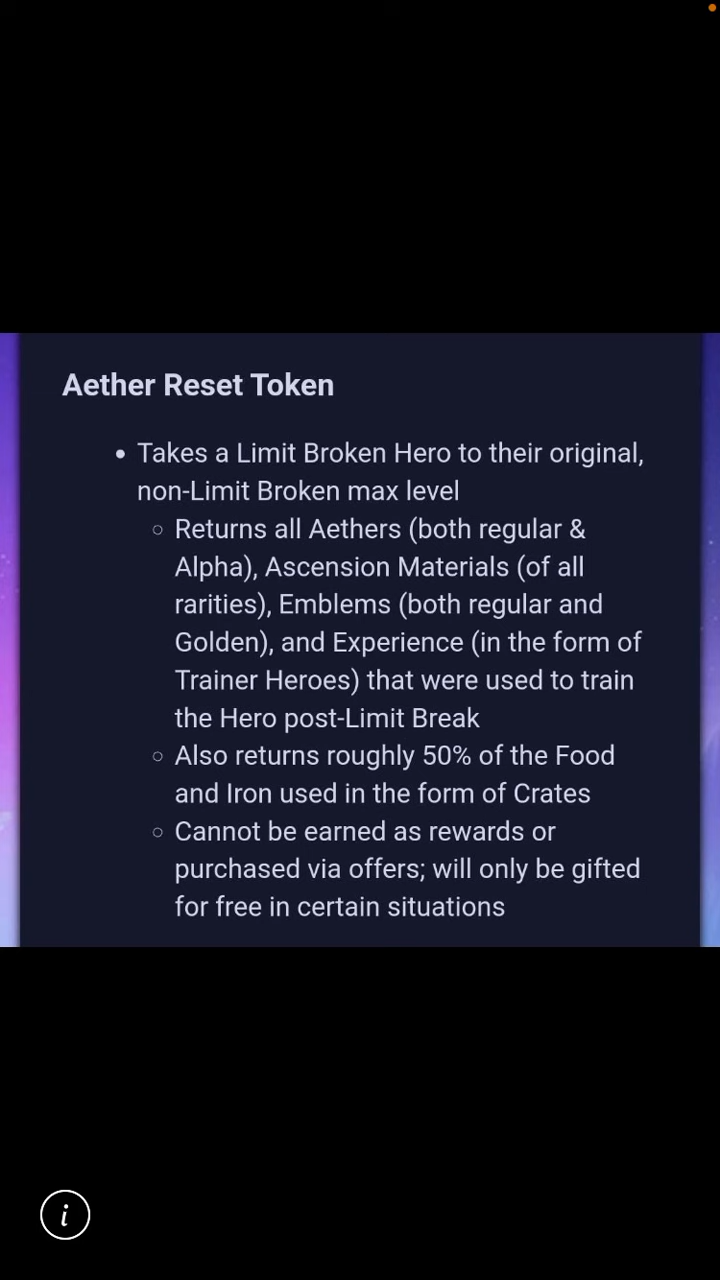 Aether Reset Token
• Takes a Limit Broken Hero to their original,
non-Limit Broken max level
○ Returns all Aethers (both regular &
Alpha), Ascension Materials (of all
rarities), Emblems (both regular and
Golden), and Experience (in the form of
Trainer Heroes) that were used to train
the Hero post-Limit Break
○ Also returns roughly 50% of the Food
and Iron used in the form of Crates
○ Cannot be earned as rewards or
purchased via offers; will only be gifted
for free in certain situations
i